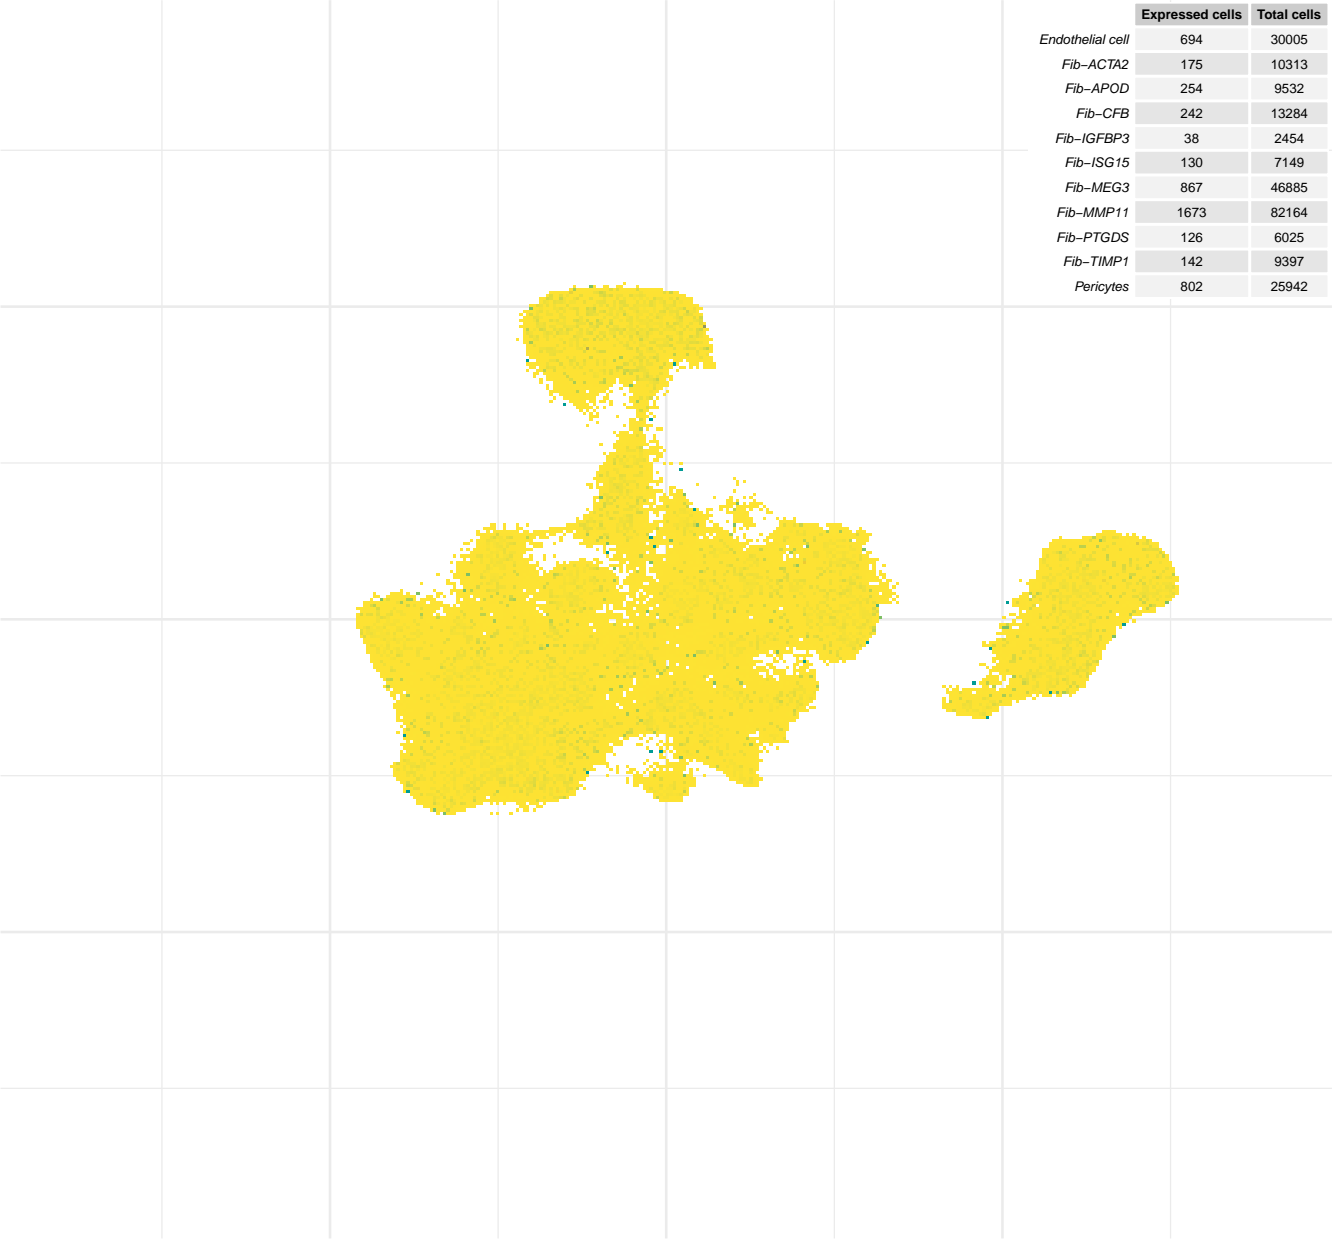 Expressed cells Total cells
Endothelial cell 694 30005
Fib−ACTA2 175 10313
Fib−APOD 254 9532
Fib−CFB 242 13284
Fib−IGFBP3 38 2454
Fib−ISG15 130 7149
Fib−MEG3 867 46885
Fib−MMP11 1673 82164
Fib−PTGDS 126 6025
Fib−TIMP1 142 9397
Pericytes 802 25942